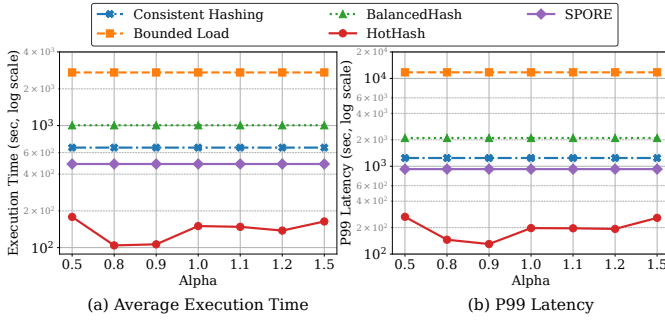 Consistent Hashing
BalancedHash
SPORE
Bounded Load
HotHash
Execution Time (sec, log scale)
4 × 10³
2 × 10³
10³
6 × 10²
4 × 10²
2 × 10²
10²
0.5 0.8 0.9 1.0 1.1 1.2 1.5
Alpha
(a) Average Execution Time
P99 Latency (sec, log scale)
2 × 10⁴
10⁴
6 × 10³
4 × 10³
2 × 10³
10³
6 × 10²
4 × 10²
2 × 10²
10²
0.5 0.8 0.9 1.0 1.1 1.2 1.5
Alpha
(b) P99 Latency